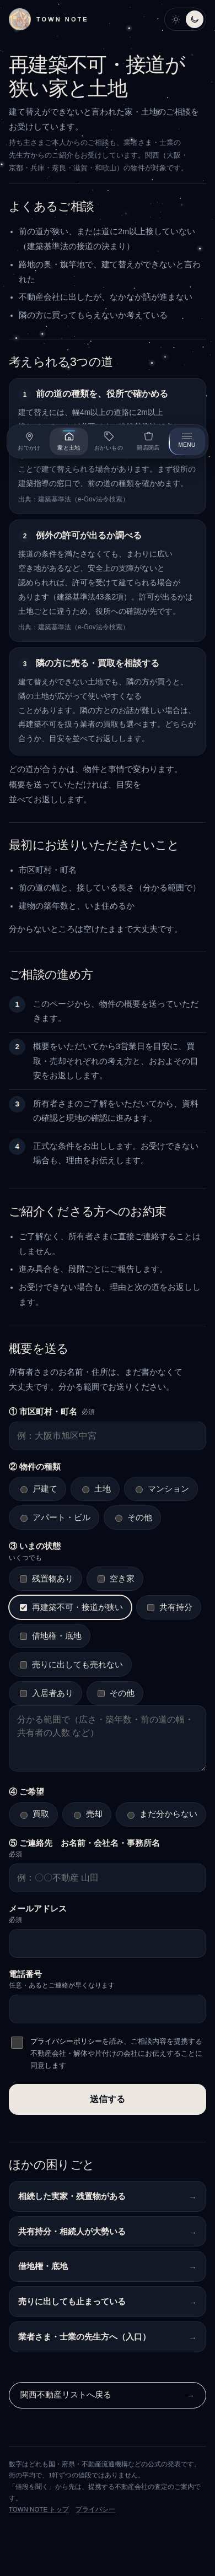 TOWN NOTE
再建築不可・接道が
狭い家と土地
建て替えができないと言われた家・土地のご相談を
お受けしています。
持ち主さまご本人からのご相談も、業者さま・士業の
先生方からのご紹介もお受けしています。関西（大阪・
京都・兵庫・奈良・滋賀・和歌山）の物件が対象です。
よくあるご相談
前の道が狭い、または道に2m以上接していない
（建築基準法の接道の決まり）
路地の奥・旗竿地で、建て替えができないと言わ
れた
不動産会社に出したが、なかなか話が進まない
隣の方に買ってもらえないか考えている
考えられる3つの道
1 前の道の種類を、役所で確かめる
建て替えには、幅4m以上の道路に2m以上
おでかけ
家と土地
おかいもの
開店閉店
MENU
ことで建て替えられる場合があります。まず役所の
建築指導の窓口で、前の道の種類を確かめます。
出典：建築基準法（e-Gov法令検索）
2 例外の許可が出るか調べる
接道の条件を満たさなくても、まわりに広い
空き地があるなど、安全上の支障がないと
認められれば、許可を受けて建てられる場合が
あります（建築基準法43条2項）。許可が出るかは
土地ごとに違うため、役所への確認が先です。
出典：建築基準法（e-Gov法令検索）
3 隣の方に売る・買取を相談する
建て替えができない土地でも、隣の方が買うと、
隣の土地が広がって使いやすくなる
ことがあります。隣の方とのお話が難しい場合は、
再建築不可を扱う業者の買取も選べます。どちらが
合うか、目安を並べてお返しします。
どの道が合うかは、物件と事情で変わります。
概要を送っていただければ、目安を
並べてお返しします。
最初にお送りいただきたいこと
市区町村・町名
前の道の幅と、接している長さ（分かる範囲で）
建物の築年数と、いま住めるか
分からないところは空けたままで大丈夫です。
ご相談の進め方
1 このページから、物件の概要を送っていただ
きます。
2 概要をいただいてから3営業日を目安に、買
取・売却それぞれの考え方と、おおよその目
安をお返しします。
3 所有者さまのご了解をいただいてから、資料
の確認と現地の確認に進みます。
4 正式な条件をお出しします。お受けできない
場合も、理由をお伝えします。
ご紹介くださる方へのお約束
ご了解なく、所有者さまに直接ご連絡することは
しません。
進み具合を、段階ごとにご報告します。
お受けできない場合も、理由と次の道をお返ししま
す。
概要を送る
所有者さまのお名前・住所は、まだ書かなくて
大丈夫です。分かる範囲でお送りください。
① 市区町村・町名 必須
例：大阪市旭区中宮
② 物件の種類
戸建て
土地
マンション
アパート・ビル
その他
③ いまの状態
いくつでも
残置物あり
空き家
再建築不可・接道が狭い
共有持分
借地権・底地
売りに出しても売れない
入居者あり
その他
分かる範囲で（広さ・築年数・前の道の幅・
共有者の人数 など）
④ ご希望
買取
売却
まだ分からない
⑤ ご連絡先 お名前・会社名・事務所名
必須
例：〇〇不動産 山田
メールアドレス
必須
電話番号
任意・あるとご連絡が早くなります
プライバシーポリシーを読み、ご相談内容を提携する
不動産会社・解体や片付けの会社にお伝えすることに
同意します
送信する
ほかの困りごと
相続した実家・残置物がある →
共有持分・相続人が大勢いる →
借地権・底地 →
売りに出しても止まっている →
業者さま・士業の先生方へ（入口） →
関西不動産リストへ戻る →
数字はどれも国・府県・不動産流通機構などの公式の発表です。
街の平均で、1軒ずつの値段ではありません。
「値段を聞く」から先は、提携する不動産会社の査定のご案内で
す。
TOWN NOTE トップ プライバシー